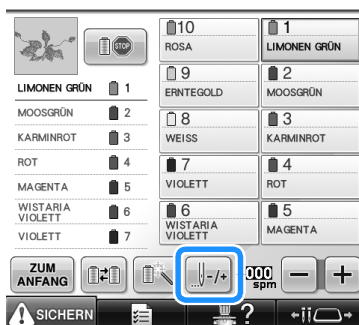 STOP
LIMONEN GRÜN 1
MOOSGRÜN 2
KARMINROT 3
ROT 4
MAGENTA 5
WISTARIA
VIOLETT 6
VIOLETT 7
10
ROSA
1
LIMONEN GRÜN
9
ERNTEGOLD
2
MOOSGRÜN
8
WEISS
3
KARMINROT
7
VIOLETT
4
ROT
6
WISTARIA
VIOLETT
5
MAGENTA
ZUM
ANFANG
-/+
000
spm
- +
SICHERN
?